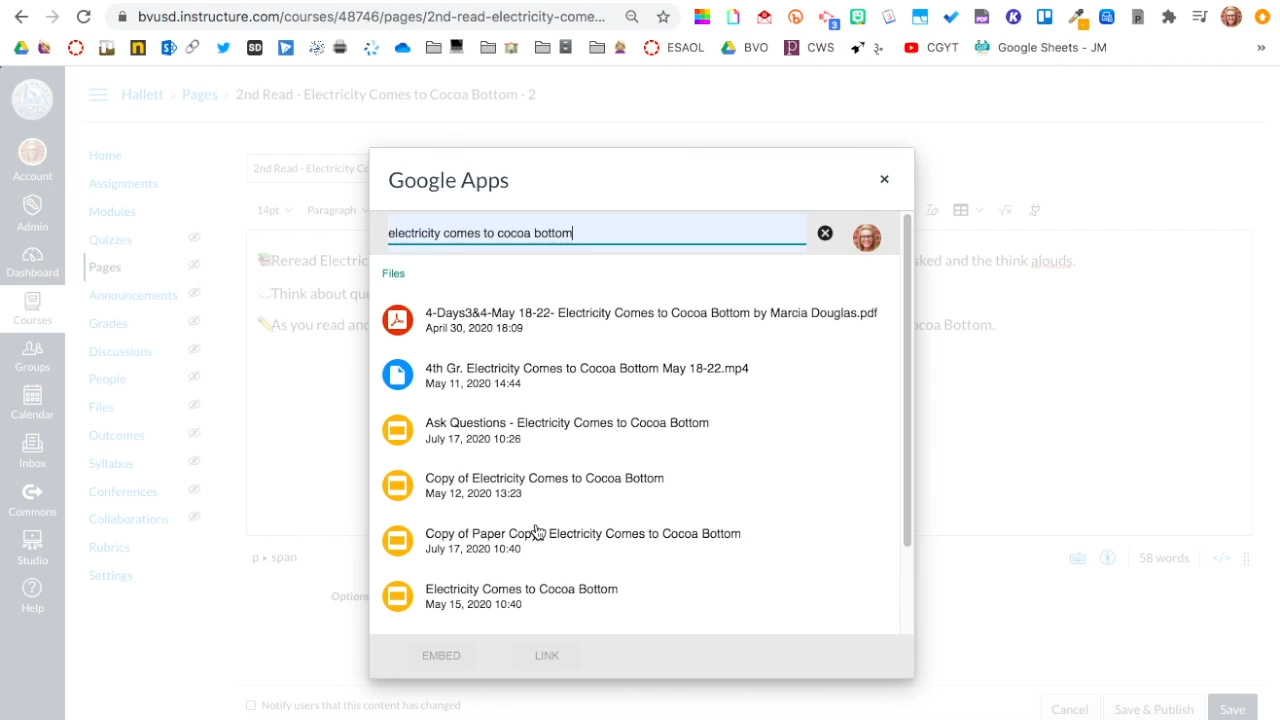 bvusd.instructure.com/courses/48746/pages/2nd-read-electricity-come...
3
SD
ESAOL
BVO
CWS
CGYT
Google Sheets - JM
»
Hallett > Pages > 2nd Read - Electricity Comes to Cocoa Bottom - 2
Account
Admin
Dashboard
Courses
Groups
Calendar
Inbox
Commons
Studio
Help
Home
Assignments
Modules
Quizzes
Pages
Announcements
Grades
Discussions
People
Files
Outcomes
Syllabus
Conferences
Collaborations
Rubrics
Settings
2nd Read - Electricity Co
14pt
Paragraph
Reread Electric
sked and the think alouds.
Think about que
As you read and
ocoa Bottom.
p ▸ span
58 words
</>
Options
Google Apps
×
electricity comes to cocoa bottom
Files
4-Days3&4-May 18-22- Electricity Comes to Cocoa Bottom by Marcia Douglas.pdf
April 30, 2020 18:09
4th Gr. Electricity Comes to Cocoa Bottom May 18-22.mp4
May 11, 2020 14:44
Ask Questions - Electricity Comes to Cocoa Bottom
July 17, 2020 10:26
Copy of Electricity Comes to Cocoa Bottom
May 12, 2020 13:23
Copy of Paper Copy Electricity Comes to Cocoa Bottom
July 17, 2020 10:40
Electricity Comes to Cocoa Bottom
May 15, 2020 10:40
EMBED
LINK
Notify users that this content has changed
Cancel
Save & Publish
Save